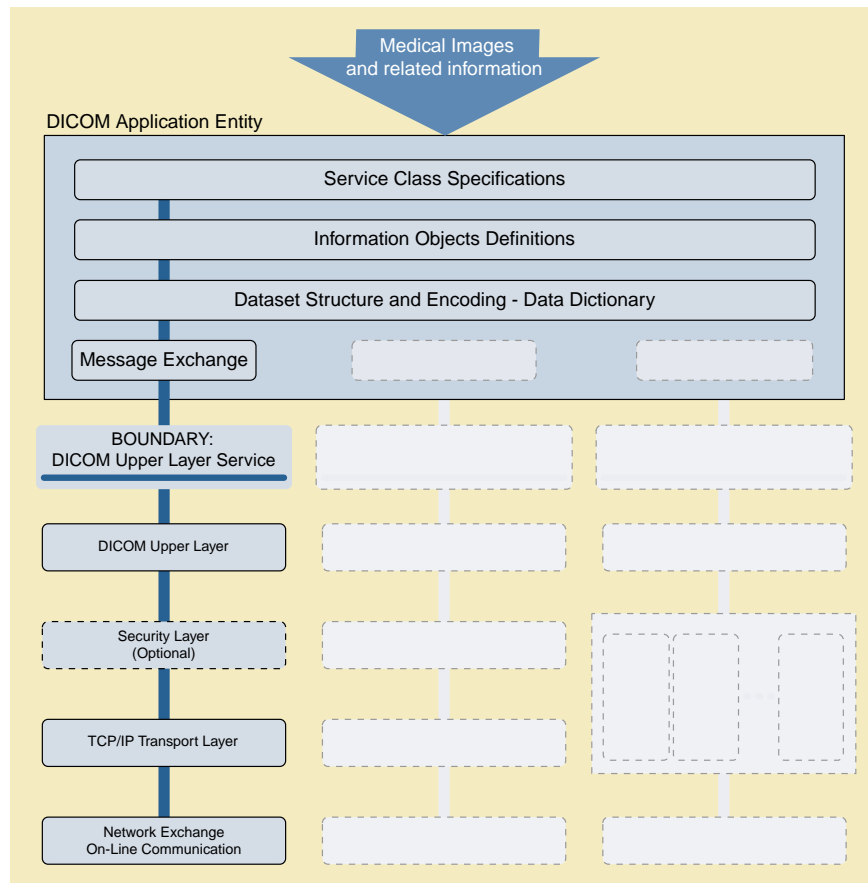 Medical Images
and related information
DICOM Application Entity
Service Class Specifications
Information Objects Definitions
Dataset Structure and Encoding - Data Dictionary
Message Exchange
BOUNDARY:
DICOM Upper Layer Service
DICOM Upper Layer
Security Layer
(Optional)
TCP/IP Transport Layer
Network Exchange
On-Line Communication